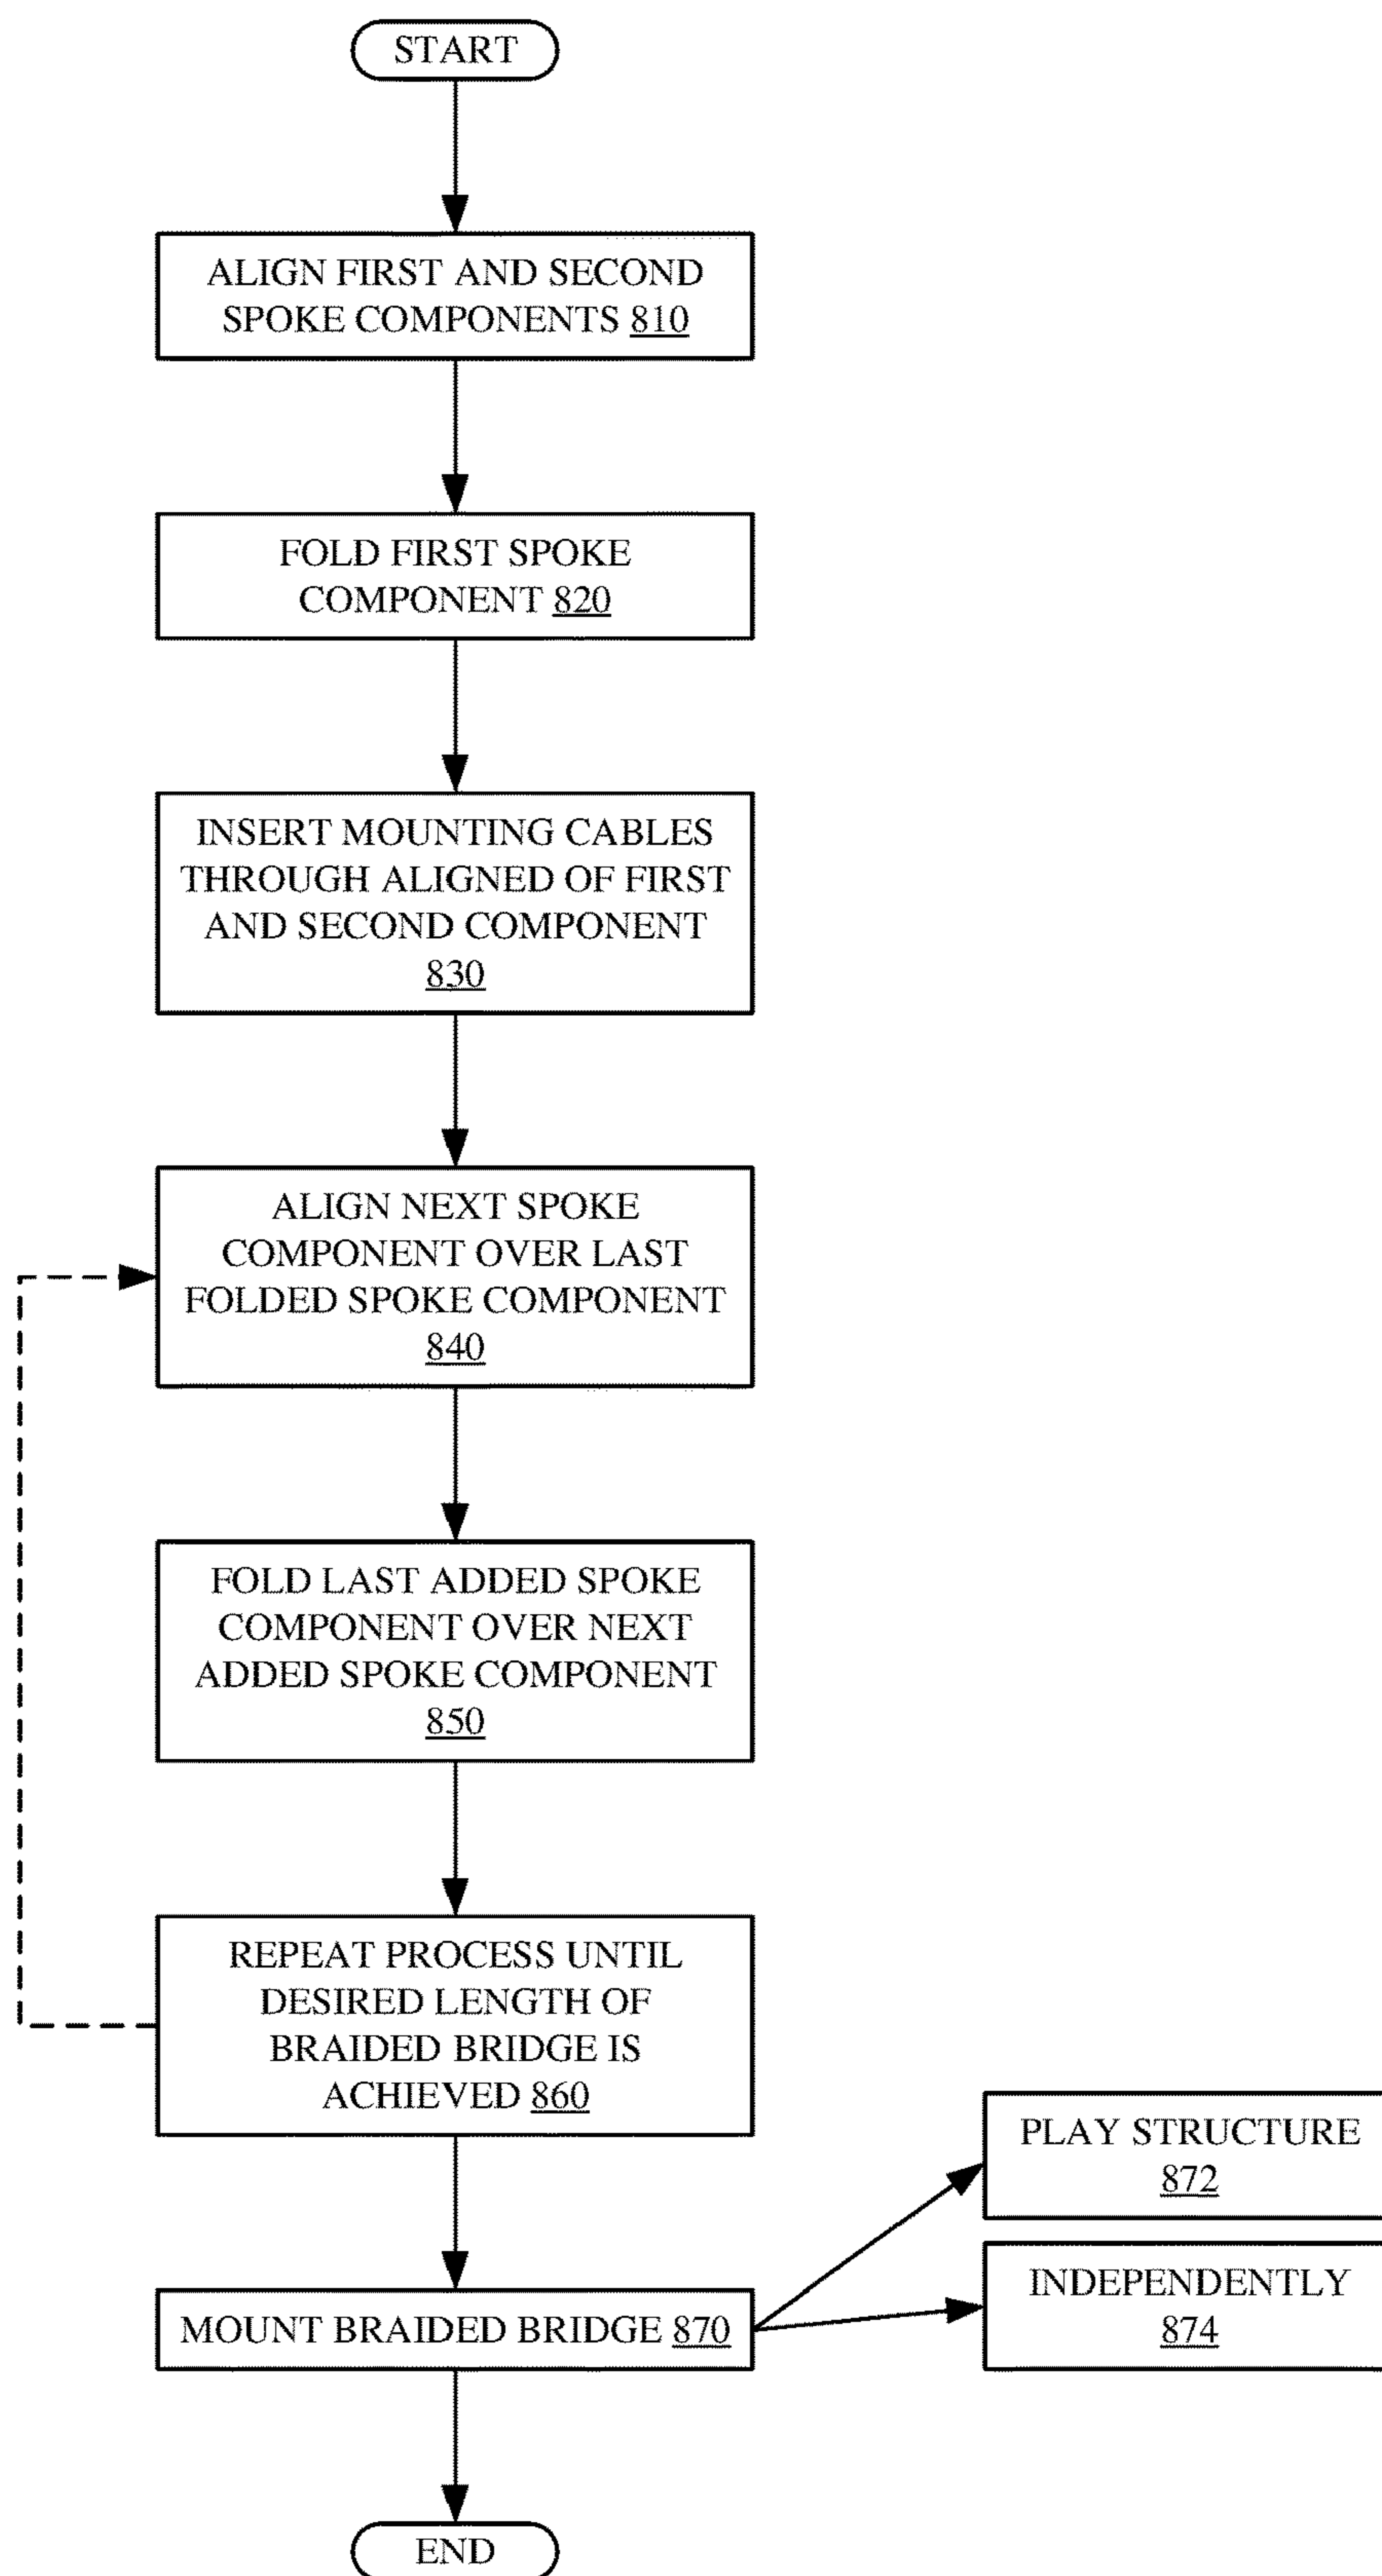 START
ALIGN FIRST AND SECOND
SPOKE COMPONENTS 810
FOLD FIRST SPOKE
COMPONENT 820
INSERT MOUNTING CABLES
THROUGH ALIGNED OF FIRST
AND SECOND COMPONENT
830
ALIGN NEXT SPOKE
COMPONENT OVER LAST
FOLDED SPOKE COMPONENT
840
FOLD LAST ADDED SPOKE
COMPONENT OVER NEXT
ADDED SPOKE COMPONENT
850
REPEAT PROCESS UNTIL
DESIRED LENGTH OF
BRAIDED BRIDGE IS
ACHIEVED 860
MOUNT BRAIDED BRIDGE 870
PLAY STRUCTURE
872
INDEPENDENTLY
874
END